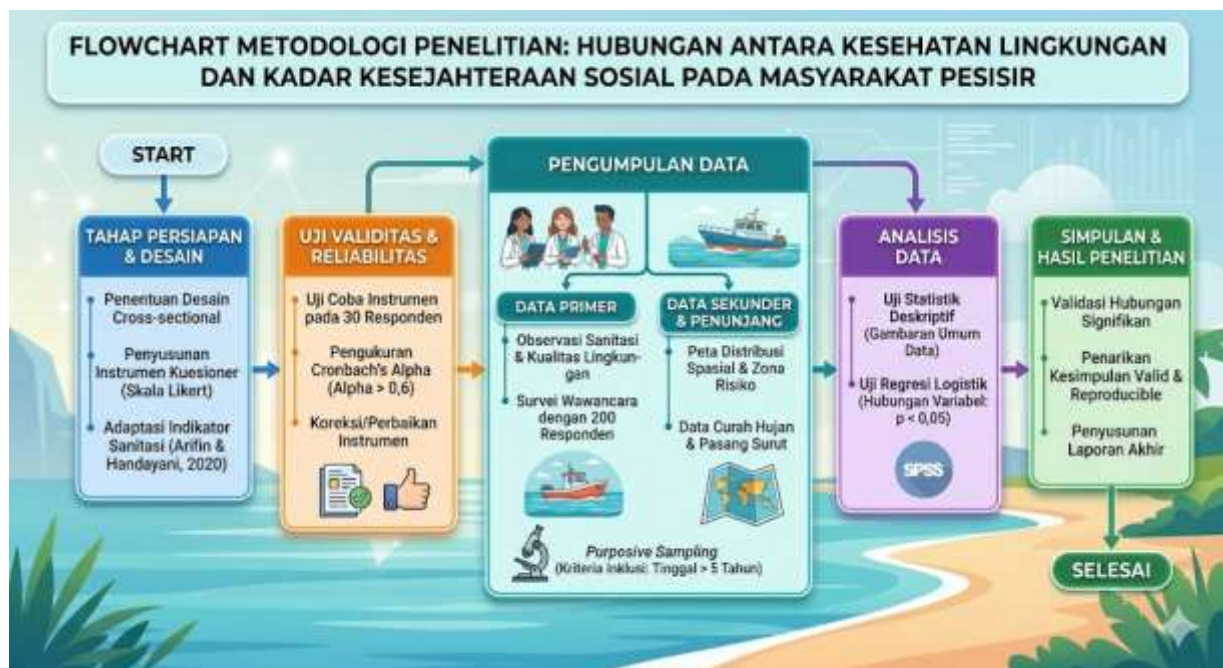 FLOWCHART METODOLOGI PENELITIAN: HUBUNGAN ANTARA KESEHATAN LINGKUNGAN
DAN KADAR KESEJAHTERAAN SOSIAL PADA MASYARAKAT PESISIR
START
TAHAP PERSIAPAN
& DESAIN
Penentuan Desain
Cross-sectional
Penyusunan
Instrumen Kuesioner
(Skala Likert)
Adaptasi Indikator
Sanitasi (Arifin &
Handayani, 2020)
UJI VALIDITAS &
RELIABILITAS
Uji Coba Instrumen
pada 30 Responden
Pengukuran
Cronbach's Alpha
(Alpha > 0,6)
Koreksi/Perbaikan
Instrumen
PENGUMPULAN DATA
DATA PRIMER
Observasi Sanitasi
& Kualitas Lingkun-
gan
Survei Wawancara
dengan 200
Responden
DATA SEKUNDER
& PENUNJANG
Peta Distribusi
Spasial & Zona
Risiko
Data Curah Hujan
& Pasang Surut
Purposive Sampling
(Kriteria Inklusi: Tinggal > 5 Tahun)
ANALISIS
DATA
Uji Statistik
Deskriptif
(Gambaran Umum
Data)
Uji Regresi Logistik
(Hubungan Variabel:
p < 0,05)
SPSS
SIMPULAN &
HASIL PENELITIAN
Validasi Hubungan
Signifikan
Penarikan
Kesimpulan Valid &
Reproducible
Penyusunan
Laporan Akhir
SELESAI